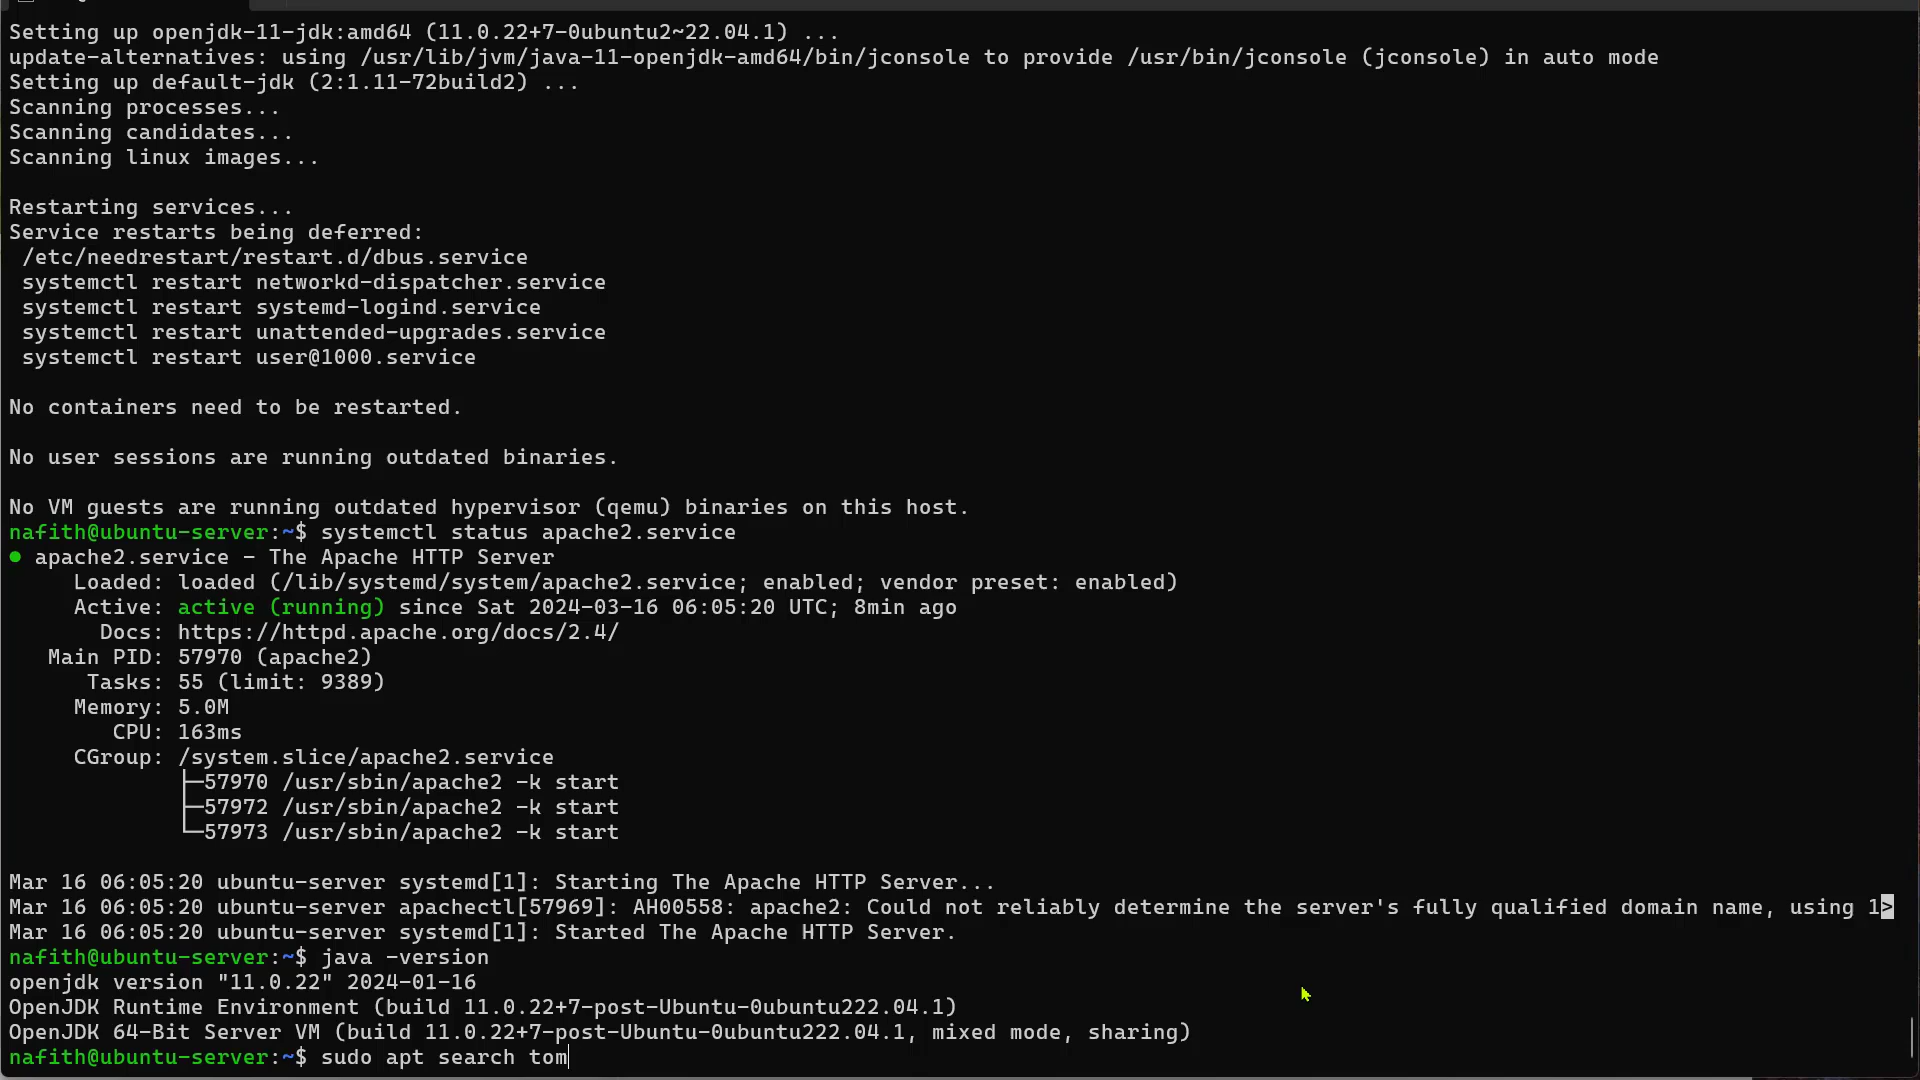 Setting up openjdk-11-jdk:amd64 (11.0.22+7-0ubuntu2~22.04.1) ...
update-alternatives: using /usr/lib/jvm/java-11-openjdk-amd64/bin/jconsole to provide /usr/bin/jconsole (jconsole) in auto mode
Setting up default-jdk (2:1.11-72build2) ...
Scanning processes...
Scanning candidates...
Scanning linux images...

Restarting services...
Service restarts being deferred:
 /etc/needrestart/restart.d/dbus.service
 systemctl restart networkd-dispatcher.service
 systemctl restart systemd-logind.service
 systemctl restart unattended-upgrades.service
 systemctl restart user@1000.service

No containers need to be restarted.

No user sessions are running outdated binaries.

No VM guests are running outdated hypervisor (qemu) binaries on this host.
nafith@ubuntu-server:~$ systemctl status apache2.service
● apache2.service - The Apache HTTP Server
     Loaded: loaded (/lib/systemd/system/apache2.service; enabled; vendor preset: enabled)
     Active: active (running) since Sat 2024-03-16 06:05:20 UTC; 8min ago
       Docs: https://httpd.apache.org/docs/2.4/
   Main PID: 57970 (apache2)
      Tasks: 55 (limit: 9389)
     Memory: 5.0M
        CPU: 163ms
     CGroup: /system.slice/apache2.service
             ├─57970 /usr/sbin/apache2 -k start
             ├─57972 /usr/sbin/apache2 -k start
             └─57973 /usr/sbin/apache2 -k start

Mar 16 06:05:20 ubuntu-server systemd[1]: Starting The Apache HTTP Server...
Mar 16 06:05:20 ubuntu-server apachectl[57969]: AH00558: apache2: Could not reliably determine the server's fully qualified domain name, using 1>
Mar 16 06:05:20 ubuntu-server systemd[1]: Started The Apache HTTP Server.
nafith@ubuntu-server:~$ java -version
openjdk version "11.0.22" 2024-01-16
OpenJDK Runtime Environment (build 11.0.22+7-post-Ubuntu-0ubuntu222.04.1)
OpenJDK 64-Bit Server VM (build 11.0.22+7-post-Ubuntu-0ubuntu222.04.1, mixed mode, sharing)
nafith@ubuntu-server:~$ sudo apt search tom